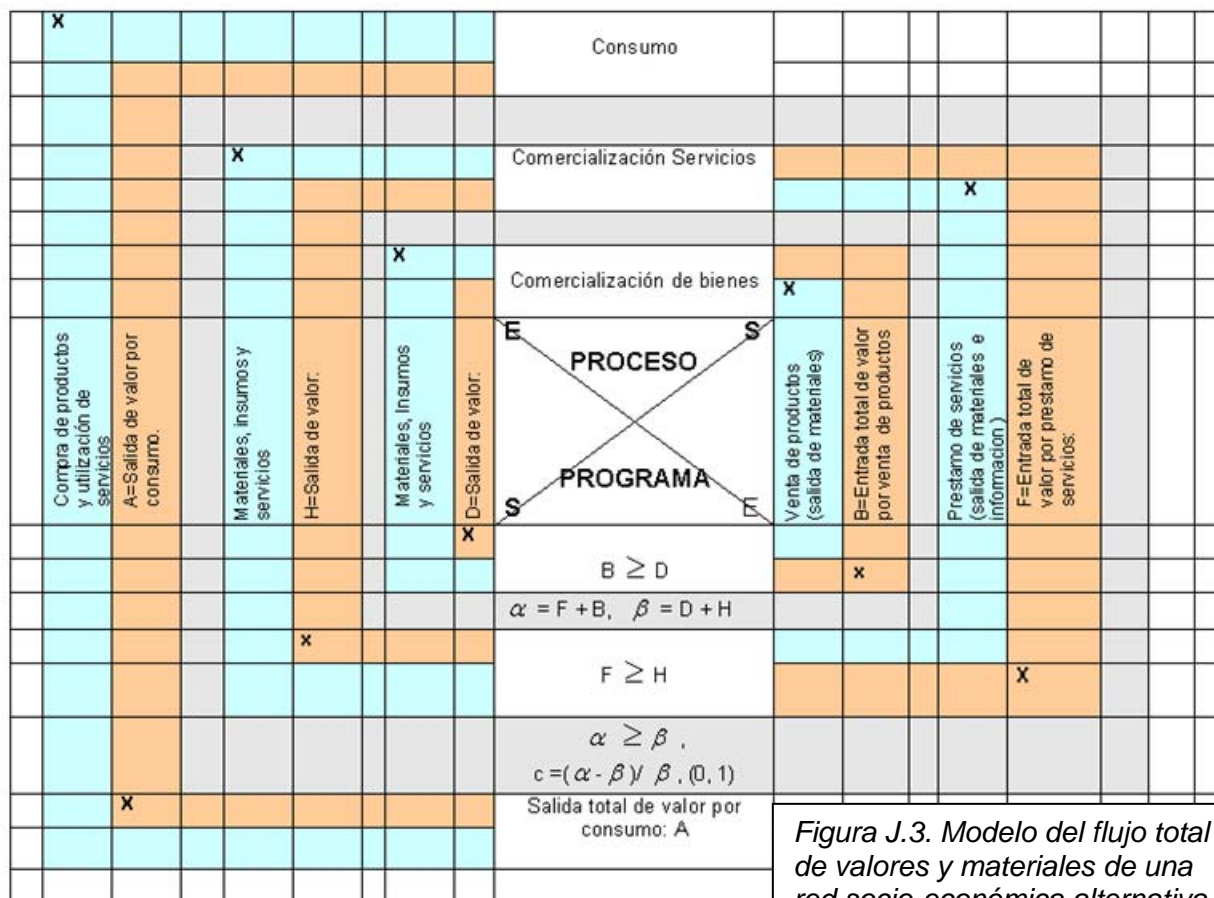 x
Consumo
x
Comercialización Servicios
x
x
Comercialización de bienes
x
Compra de productos
y utilización de
servicios
A=Salida de valor por
consumo.
Materiales, insumos y
servicios
H=Salida de valor:
Materiales, Insumos
y servicios
D=Salida de valor:
E
S
PROCESO
PROGRAMA
S
E
Venta de productos
(salida de materiales)
B=Entrada total de valor
por venta de productos
Prestamo de servicios
(salida de materiales e
informacion )
F=Entrada total de
valor por prestamo de
servicios:
x
B ≥ D
x
α = F + B, β = D + H
x
F ≥ H
x
α ≥ β ,
c =( α - β )/ β , (0, 1)
x
Salida total de valor por
consumo: A
Figura J.3. Modelo del flujo total
de valores y materiales de una
red socio-económica alternativa